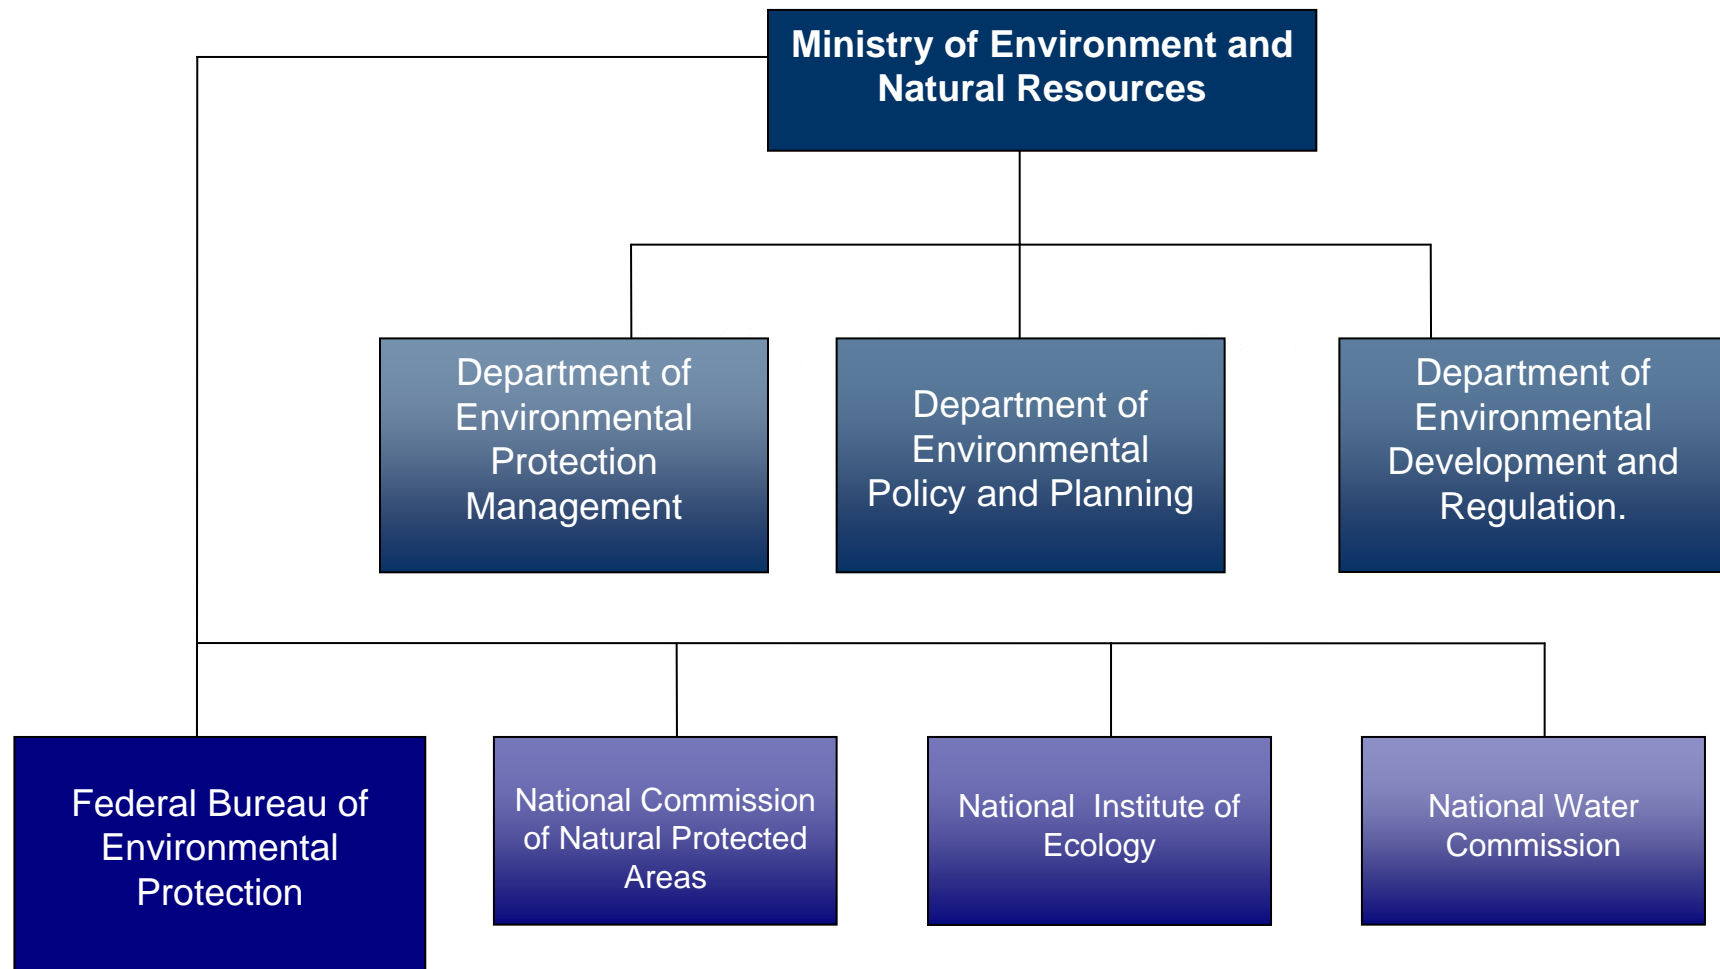 Ministry of Environment and
Natural Resources
Department of
Environmental
Protection
Management
Department of
Environmental
Policy and Planning
Department of
Environmental
Development and
Regulation.
Federal Bureau of
Environmental
Protection
National Commission
of Natural Protected
Areas
National  Institute of
Ecology
National Water
Commission